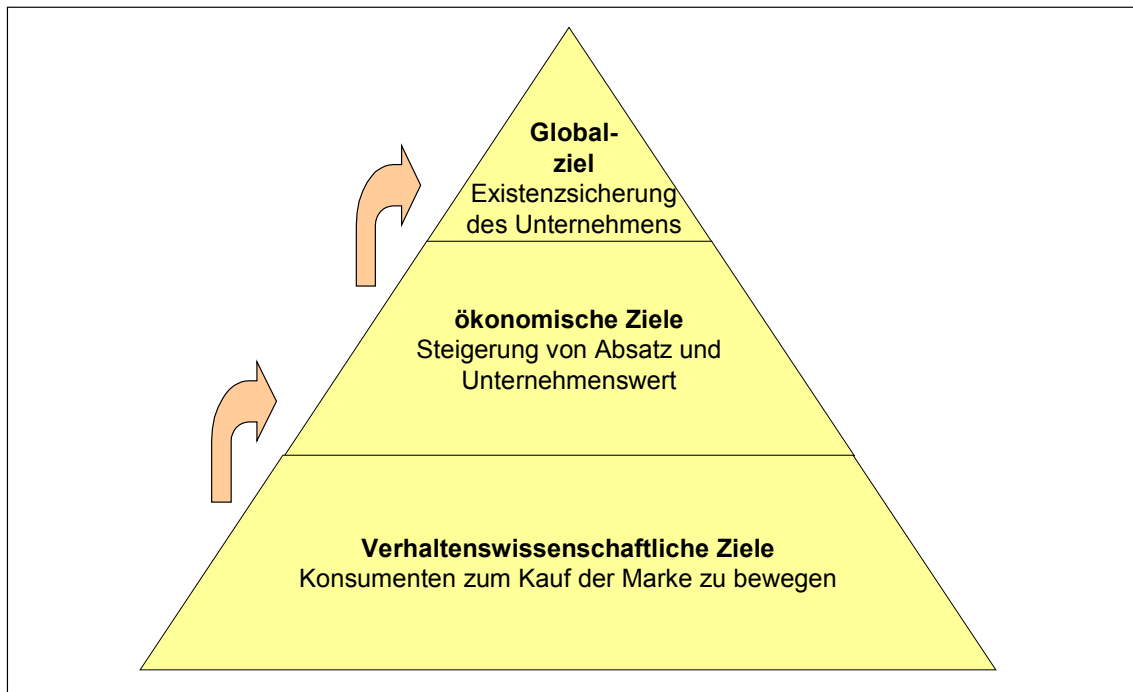 Global-
ziel
Existenzsicherung
des Unternehmens
ökonomische Ziele
Steigerung von Absatz und
Unternehmenswert
Verhaltenswissenschaftliche Ziele
Konsumenten zum Kauf der Marke zu bewegen